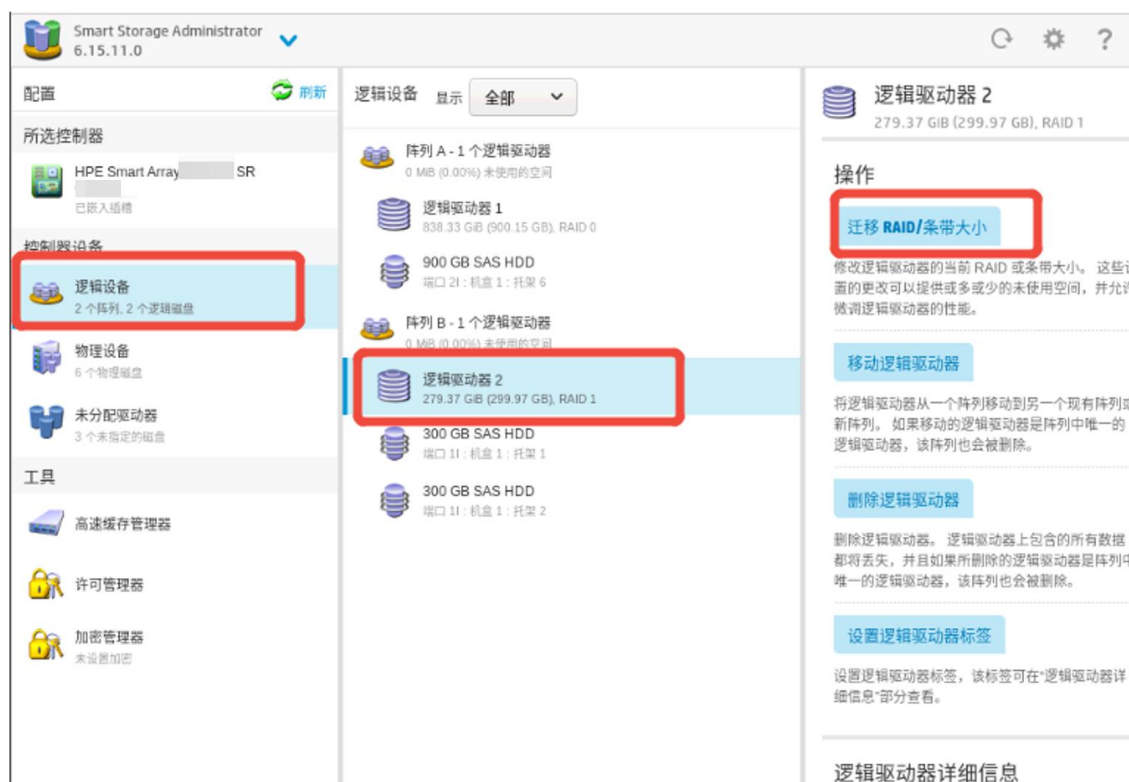 Smart Storage Administrator
6.15.11.0
配置
刷新
所选控制器
HPE Smart Array SR
已嵌入插槽
控制器设备
逻辑设备
2 个阵列, 2 个逻辑磁盘
物理设备
6 个物理磁盘
未分配驱动器
3 个未指定的磁盘
工具
高速缓存管理器
许可管理器
加密管理器
未设置加密
逻辑设备 显示 全部
阵列 A - 1 个逻辑驱动器
0 MiB (0.00%) 未使用的空间
逻辑驱动器 1
838.33 GiB (900.15 GB), RAID 0
900 GB SAS HDD
端口 2I : 机盒 1 : 托架 6
阵列 B - 1 个逻辑驱动器
0 MiB (0.00%) 未使用的空间
逻辑驱动器 2
279.37 GiB (299.97 GB), RAID 1
300 GB SAS HDD
端口 1I : 机盒 1 : 托架 1
300 GB SAS HDD
端口 1I : 机盒 1 : 托架 2
逻辑驱动器 2
279.37 GiB (299.97 GB), RAID 1
操作
迁移 RAID/条带大小
修改逻辑驱动器的当前 RAID 或条带大小。 这些
置的更改可以提供或多或少的未使用空间，并允
微调逻辑驱动器的性能。
移动逻辑驱动器
将逻辑驱动器从一个阵列移动到另一个现有阵列
新阵列。 如果移动的逻辑驱动器是阵列中唯一的
逻辑驱动器，该阵列也会被删除。
删除逻辑驱动器
删除逻辑驱动器。 逻辑驱动器上包含的所有数据
都将丢失，并且如果所删除的逻辑驱动器是阵列
唯一的逻辑驱动器，该阵列也会被删除。
设置逻辑驱动器标签
设置逻辑驱动器标签，该标签可在“逻辑驱动器详
细信息”部分查看。
逻辑驱动器详细信息